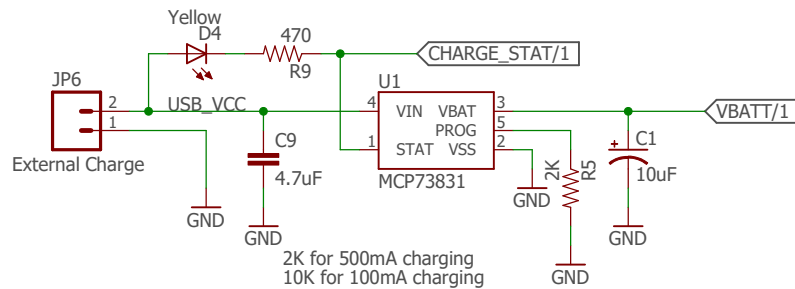 Yellow
D4
470
R9
CHARGE_STAT/1
JP6
2
1
External Charge
USB_VCC
GND
C9
4.7uF
GND
U1
4
VIN
VBAT
3
PROG
5
1
STAT
VSS
2
MCP73831
GND
2K
R5
GND
VBATT/1
+
C1
10uF
GND
2K for 500mA charging
10K for 100mA charging